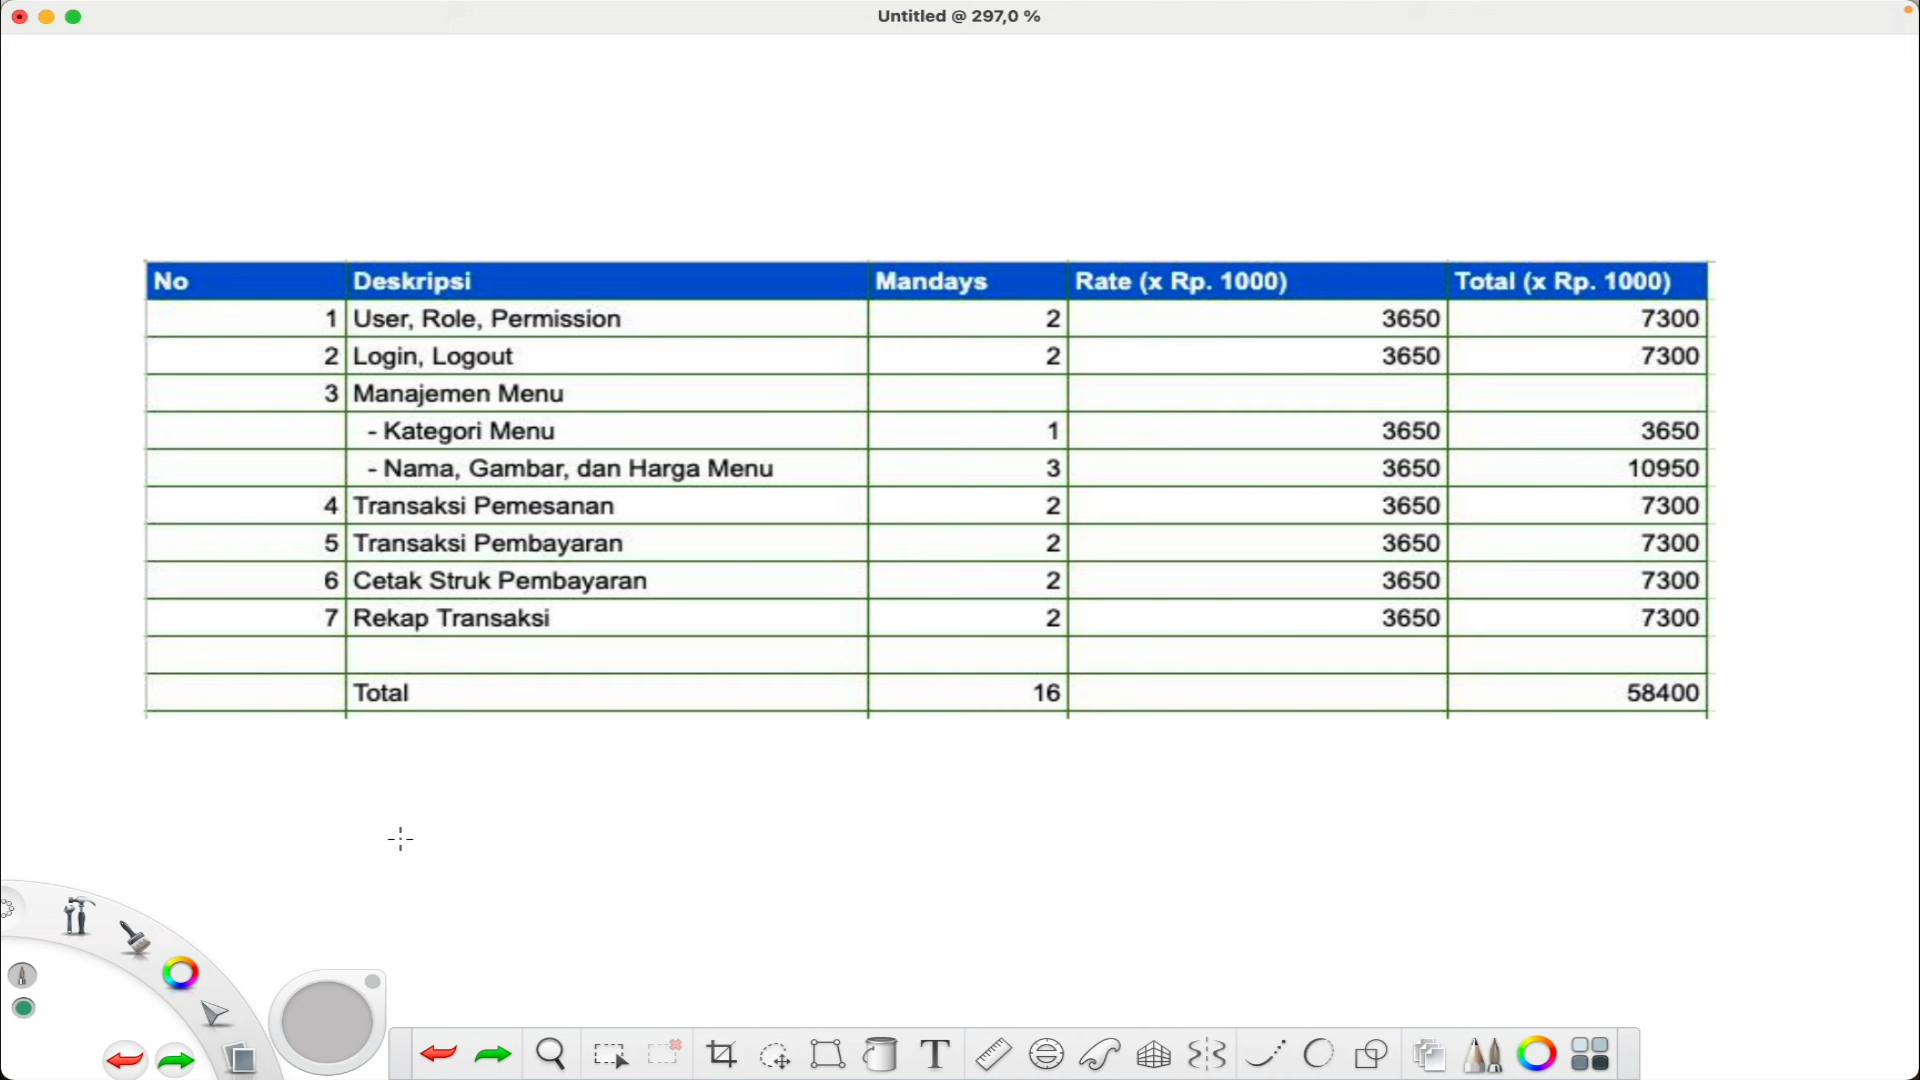 Untitled @ 297,0 %
No Deskripsi Mandays Rate (x Rp. 1000) Total (x Rp. 1000)
1 User, Role, Permission 2 3650 7300
2 Login, Logout 2 3650 7300
3 Manajemen Menu
- Kategori Menu 1 3650 3650
- Nama, Gambar, dan Harga Menu 3 3650 10950
4 Transaksi Pemesanan 2 3650 7300
5 Transaksi Pembayaran 2 3650 7300
6 Cetak Struk Pembayaran 2 3650 7300
7 Rekap Transaksi 2 3650 7300
Total 16 58400
T